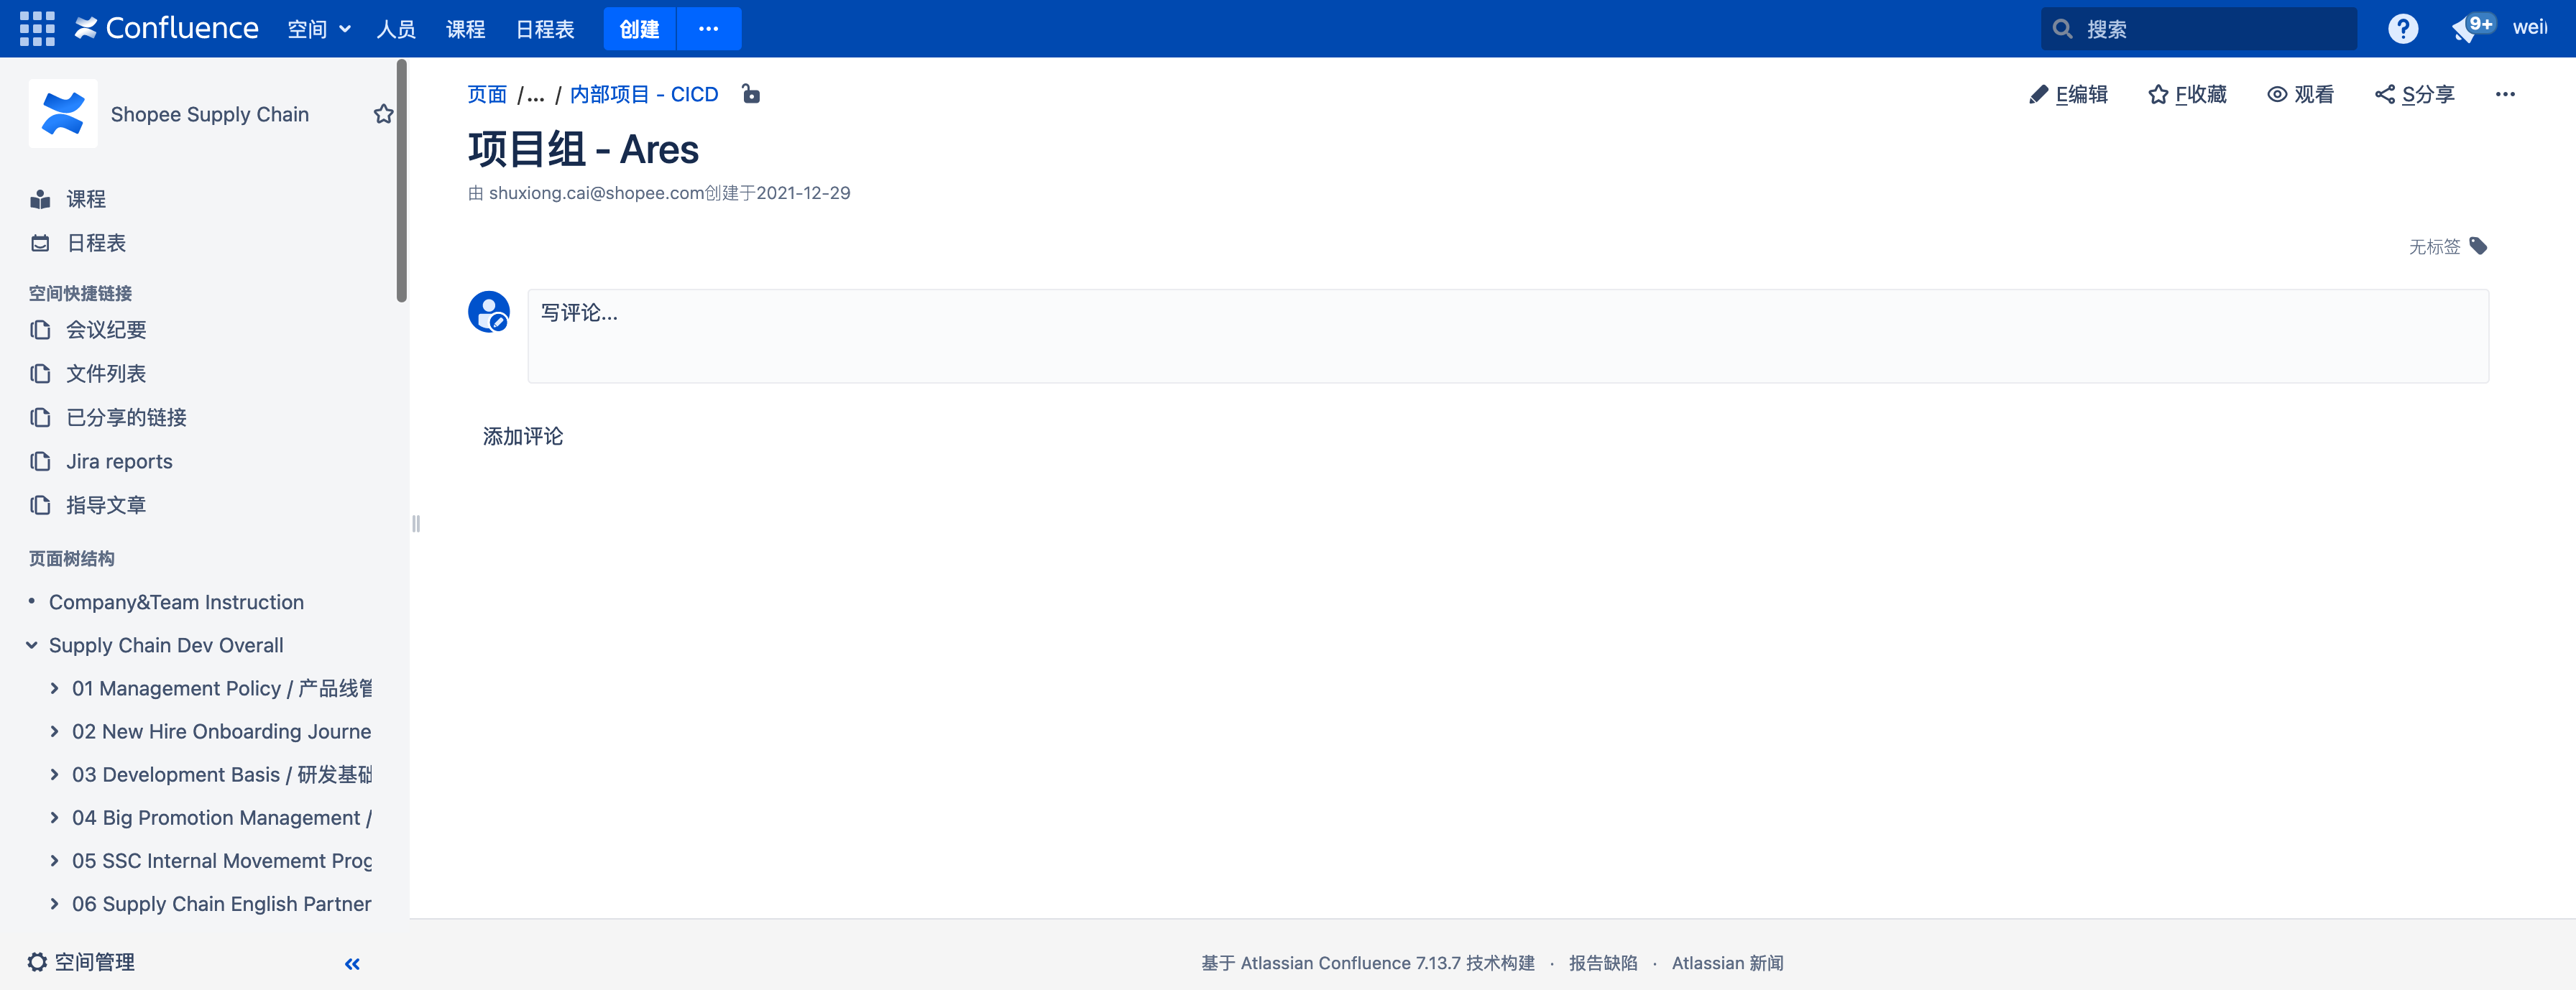 Confluence 空间 人员 课程 日程表 创建 ... 搜索 ? 9+ wei
Shopee Supply Chain
课程
日程表
空间快捷链接
会议纪要
文件列表
已分享的链接
Jira reports
指导文章
页面树结构
• Company&Team Instruction
Supply Chain Dev Overall
01 Management Policy / 产品线管
02 New Hire Onboarding Journe
03 Development Basis / 研发基础
04 Big Promotion Management /
05 SSC Internal Movememt Prog
06 Supply Chain English Partner
空间管理
页面 /... / 内部项目 - CICD
E编辑 F收藏 观看 S分享 ...
项目组 - Ares
由 shuxiong.cai@shopee.com创建于2021-12-29
无标签
写评论...
添加评论
基于 Atlassian Confluence 7.13.7 技术构建 · 报告缺陷 · Atlassian 新闻